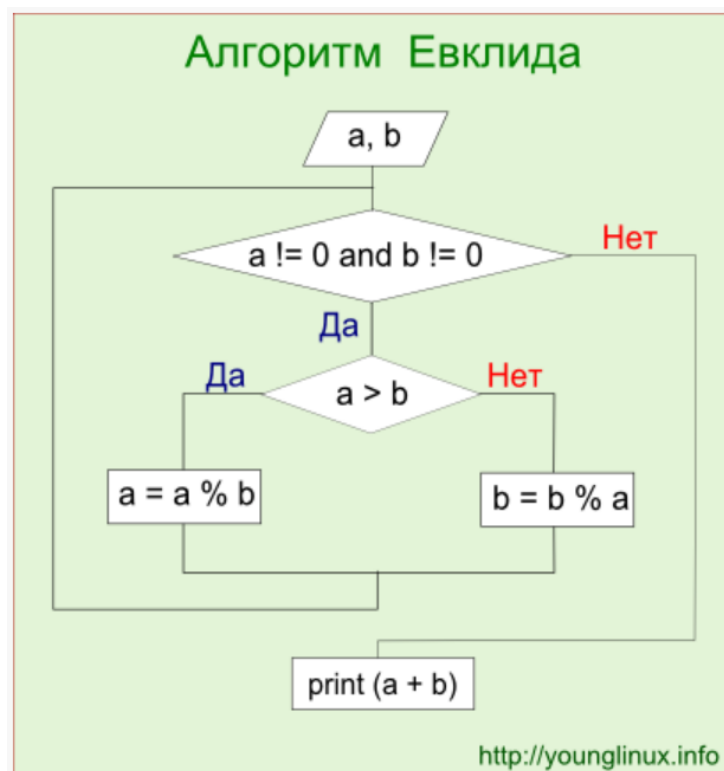 Алгоритм Евклида
a, b
a != 0 and b != 0
Нет
Да
Да
a > b
Нет
a = a % b
b = b % a
print (a + b)
http://younglinux.info